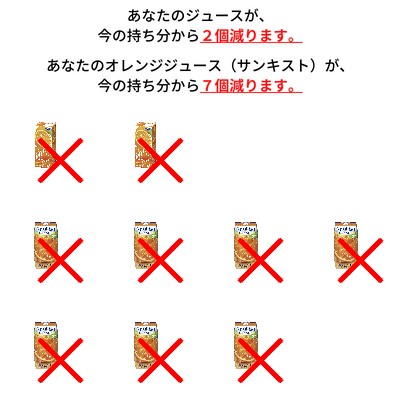 あなたのジュースが、
今の持ち分から２個減ります。
あなたのオレンジジュース（サンキスト）が、
今の持ち分から７個減ります。